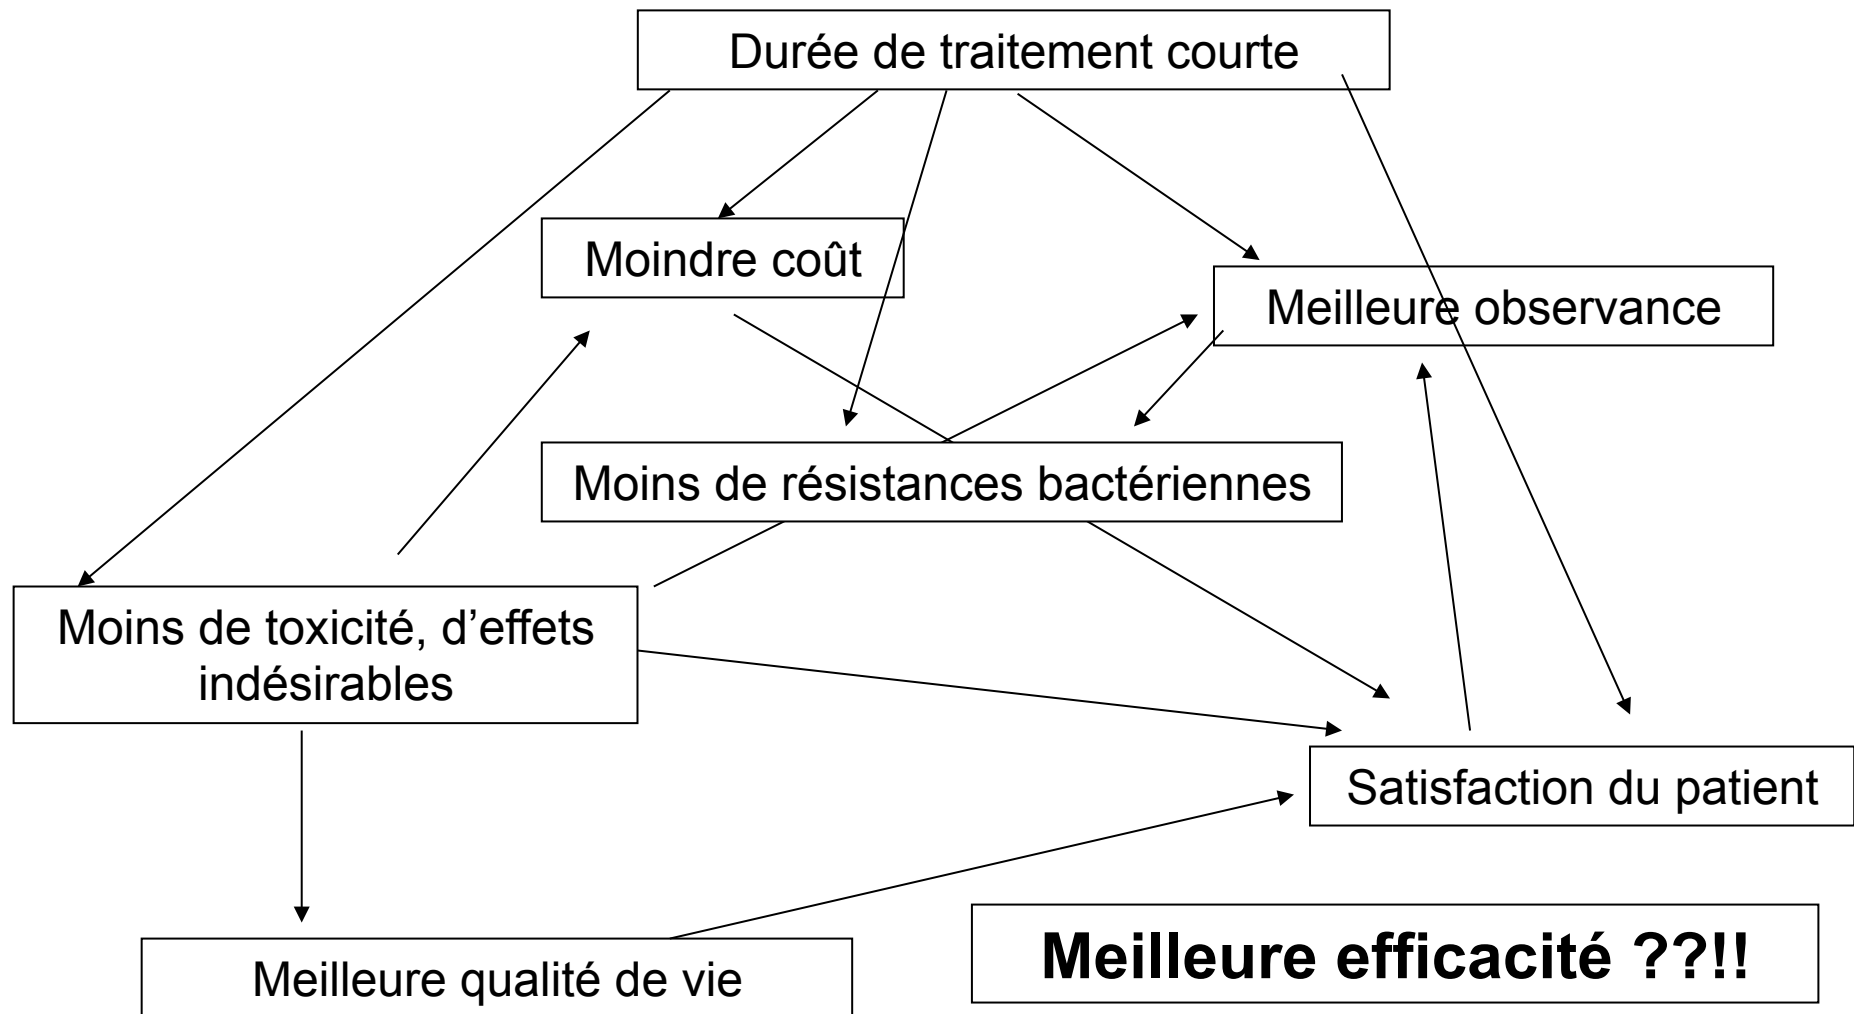 Durée de traitement courte
Moindre coût
Meilleure observance
Moins de résistances bactériennes
Moins de toxicité, d’effets
indésirables
Satisfaction du patient
Meilleure efficacité ??!!
Meilleure qualité de vie